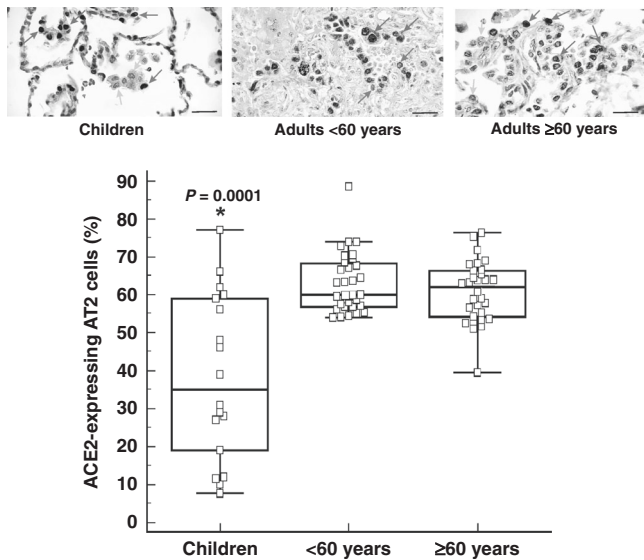 Children
Adults <60 years
Adults ≥60 years
P = 0.0001
*
ACE2-expressing AT2 cells (%)
90
80
70
60
50
40
30
20
10
0
Children
<60 years
≥60 years